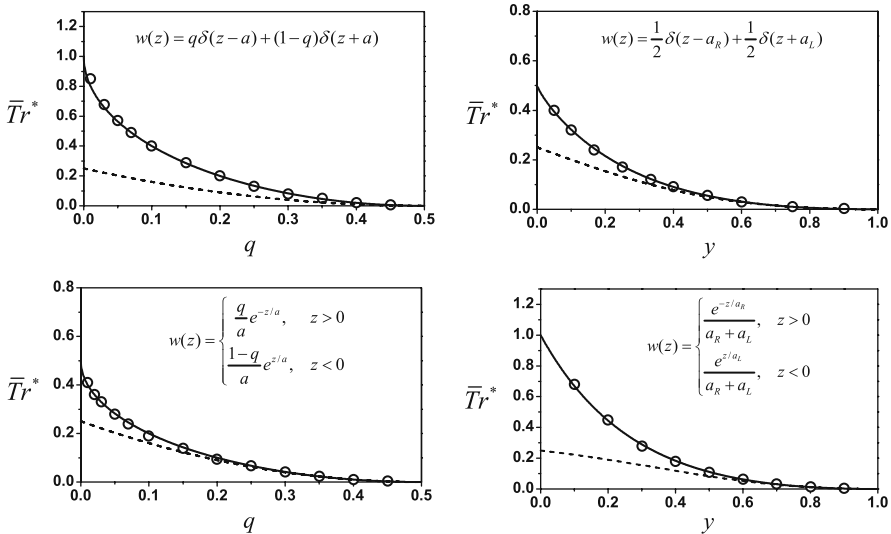 w(z) = qδ(z−a)+(1−q)δ(z+a)
T̅r*
1.2
1.0
0.8
0.6
0.4
0.2
0.0
0.0 0.1 0.2 0.3 0.4 0.5
q
w(z) = 1/2 δ(z−a_R)+1/2 δ(z+a_L)
T̅r*
0.8
0.6
0.4
0.2
0.0
0.0 0.2 0.4 0.6 0.8 1.0
y
w(z) = { q/a e^{−z/a}, z>0
1−q/a e^{z/a}, z<0
T̅r*
0.8
0.6
0.4
0.2
0.0
0.0 0.1 0.2 0.3 0.4 0.5
q
w(z) = { e^{−z/a_R}/a_R+a_L, z>0
e^{z/a_L}/a_R+a_L, z<0
T̅r*
1.2
1.0
0.8
0.6
0.4
0.2
0.0
0.0 0.2 0.4 0.6 0.8 1.0
y